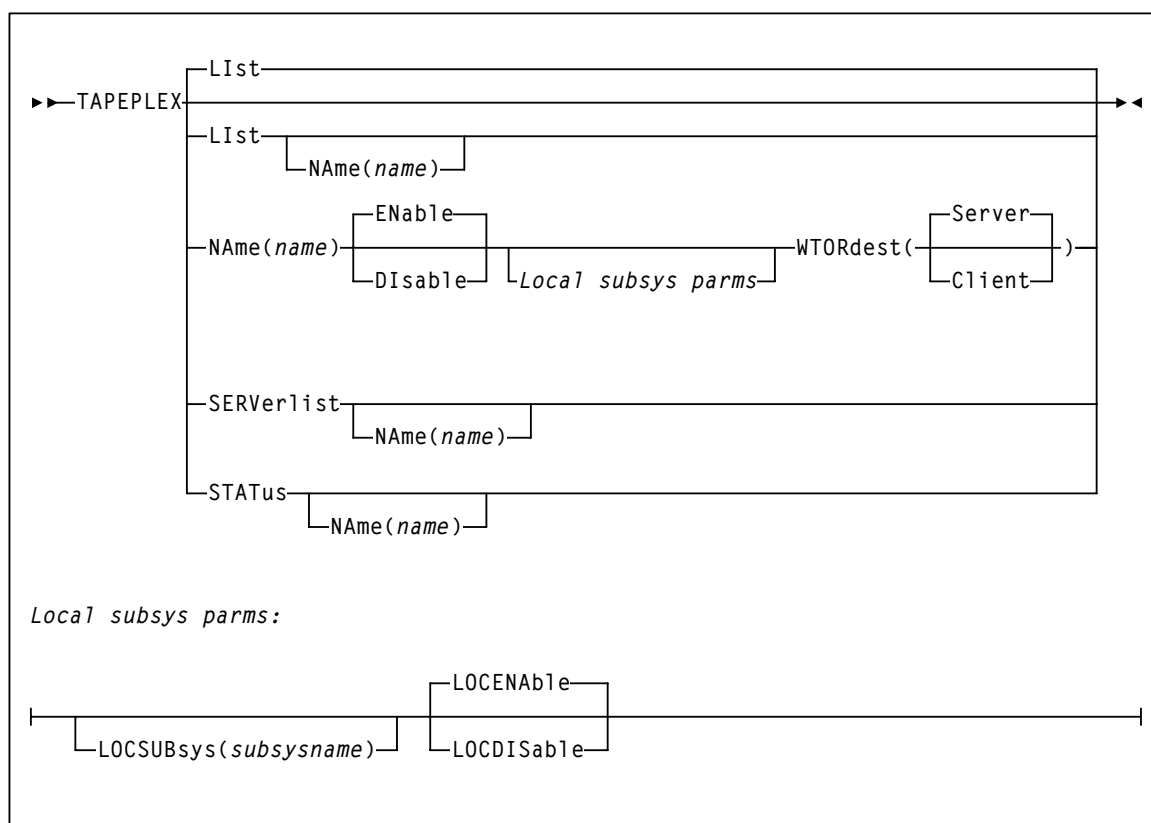 LIst
TAPEPLEX
LIst
NAme(name)
ENable Server
NAme(name) WTORdest( )
DIsable Local subsys parms Client
SERVerlist
NAme(name)
STATus
NAme(name)
Local subsys parms:
LOCENAble
LOCSUBsys(subsysname) LOCDISable